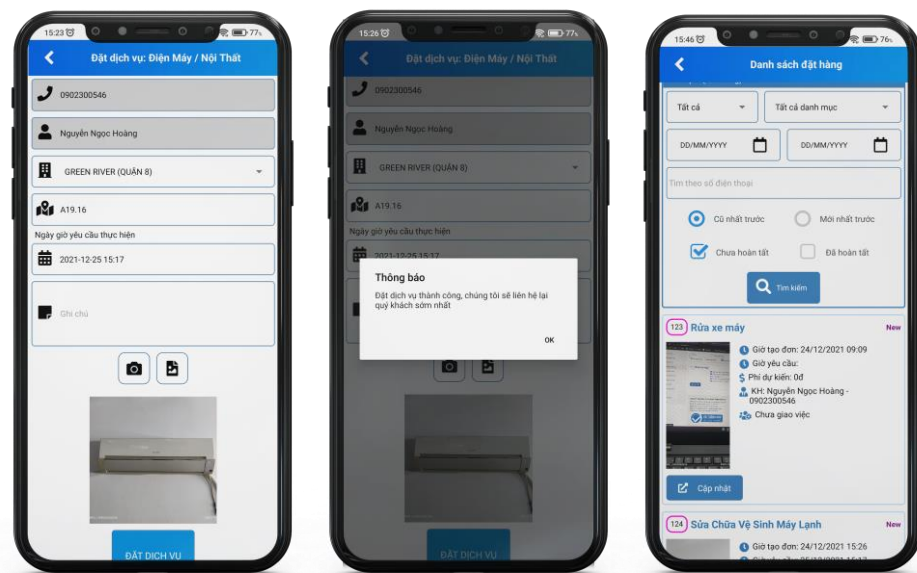 15:23
77%
Đặt dịch vụ: Điện Máy / Nội Thất
0902300546
Nguyễn Ngọc Hoàng
GREEN RIVER (QUẬN 8)
A19.16
Ngày giờ yêu cầu thực hiện
2021-12-25 15:17
Ghi chú
ĐẶT DỊCH VỤ
15:26
77%
Đặt dịch vụ: Điện Máy / Nội Thất
0902300546
Nguyễn Ngọc Hoàng
GREEN RIVER (QUẬN 8)
A19.16
Ngày giờ yêu cầu thực hiện
2021-12-25 15:17
Thông báo
Đặt dịch vụ thành công, chúng tôi sẽ liên hệ lại
quý khách sớm nhất
OK
ĐẶT DỊCH VỤ
15:46
76%
Danh sách đặt hàng
Tất cả
Tất cả danh mục
DD/MM/YYYY
DD/MM/YYYY
Tìm theo số điện thoại
Cũ nhất trước
Mới nhất trước
Chưa hoàn tất
Đã hoàn tất
Tìm kiếm
123 Rửa xe máy New
Giờ tạo đơn: 24/12/2021 09:09
Giờ yêu cầu:
Phí dự kiến: 0đ
KH: Nguyễn Ngọc Hoàng -
0902300546
Chưa giao việc
Cập nhật
124 Sửa Chữa Vệ Sinh Máy Lạnh New
Giờ tạo đơn: 24/12/2021 15:26